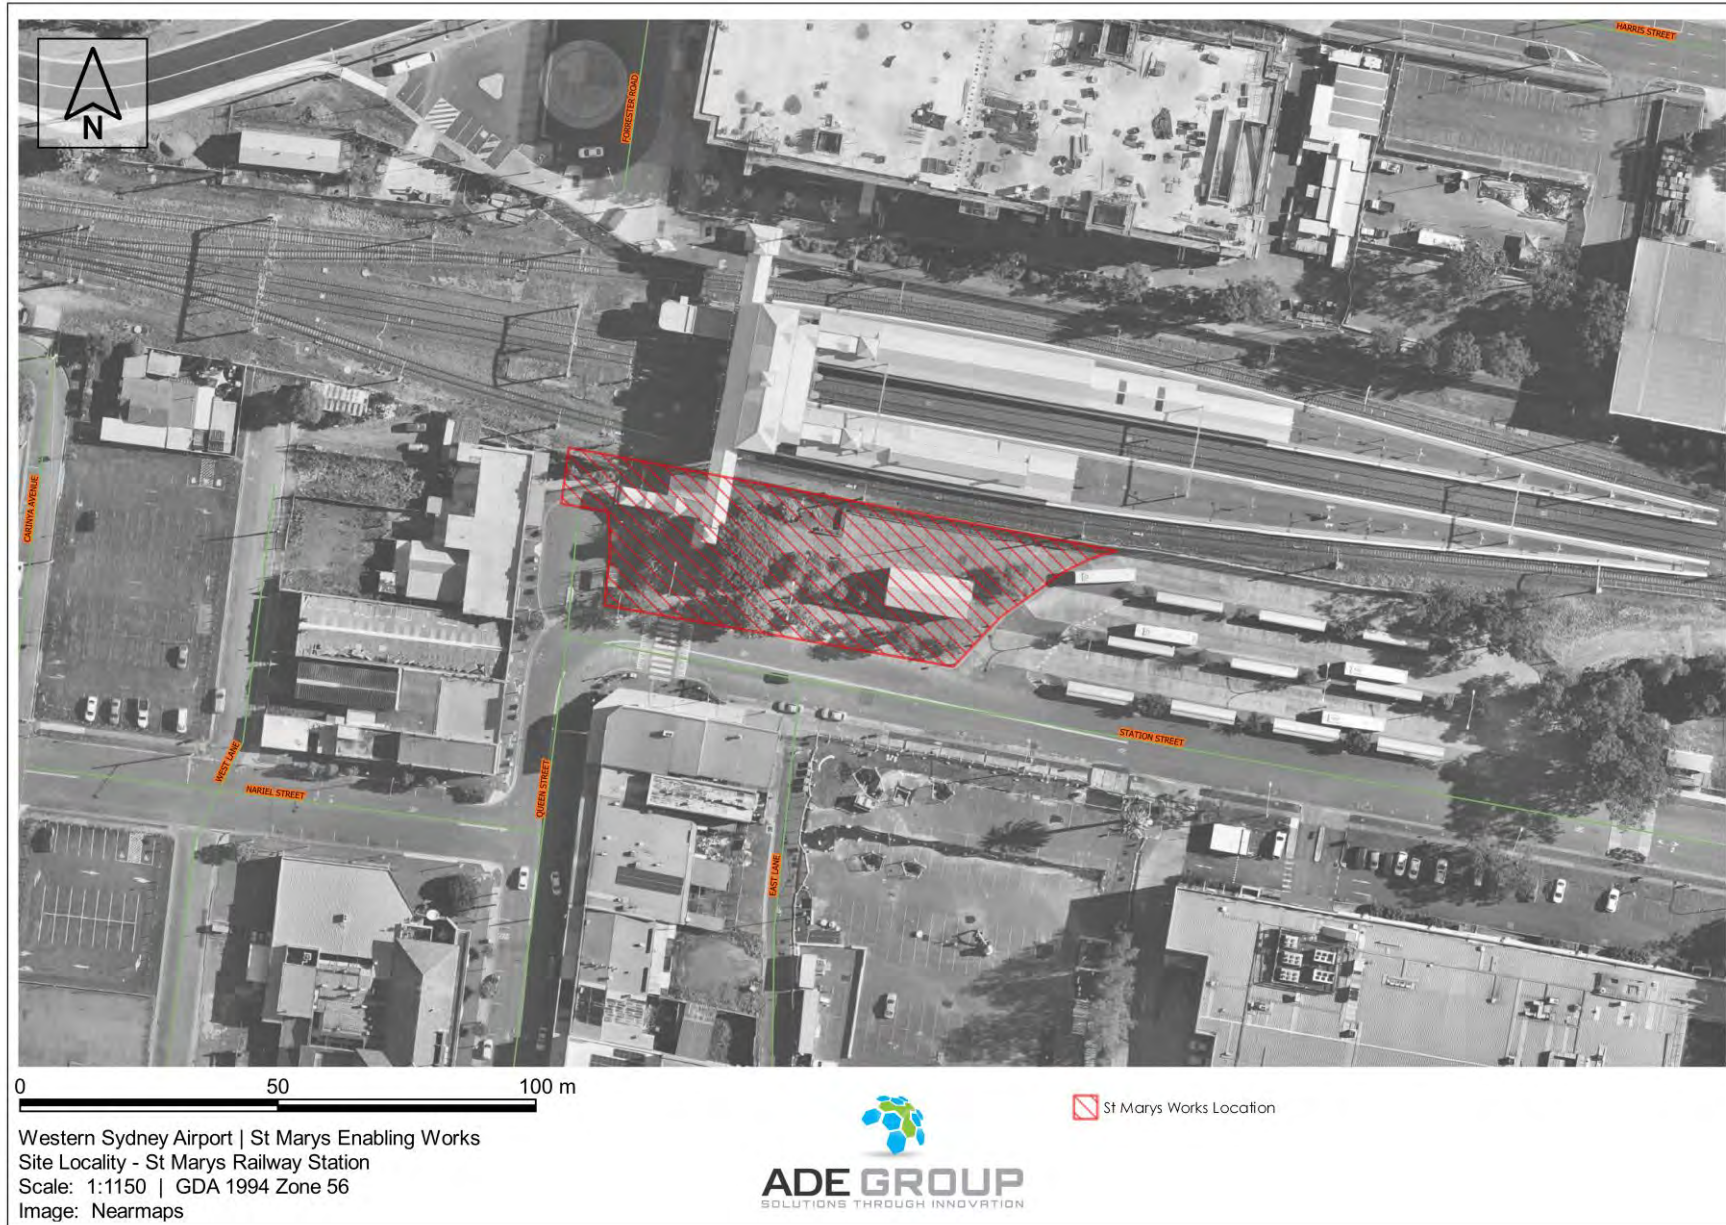 HARRIS STREET
FORRESTER ROAD
N
CARINYA AVENUE
STATION STREET
WEST LANE
NARIEL STREET
QUEEN STREET
EAST LANE
0 50 100 m
St Marys Works Location
Western Sydney Airport | St Marys Enabling Works
Site Locality - St Marys Railway Station
Scale: 1:1150 | GDA 1994 Zone 56
Image: Nearmaps
ADE GROUP
SOLUTIONS THROUGH INNOVATION